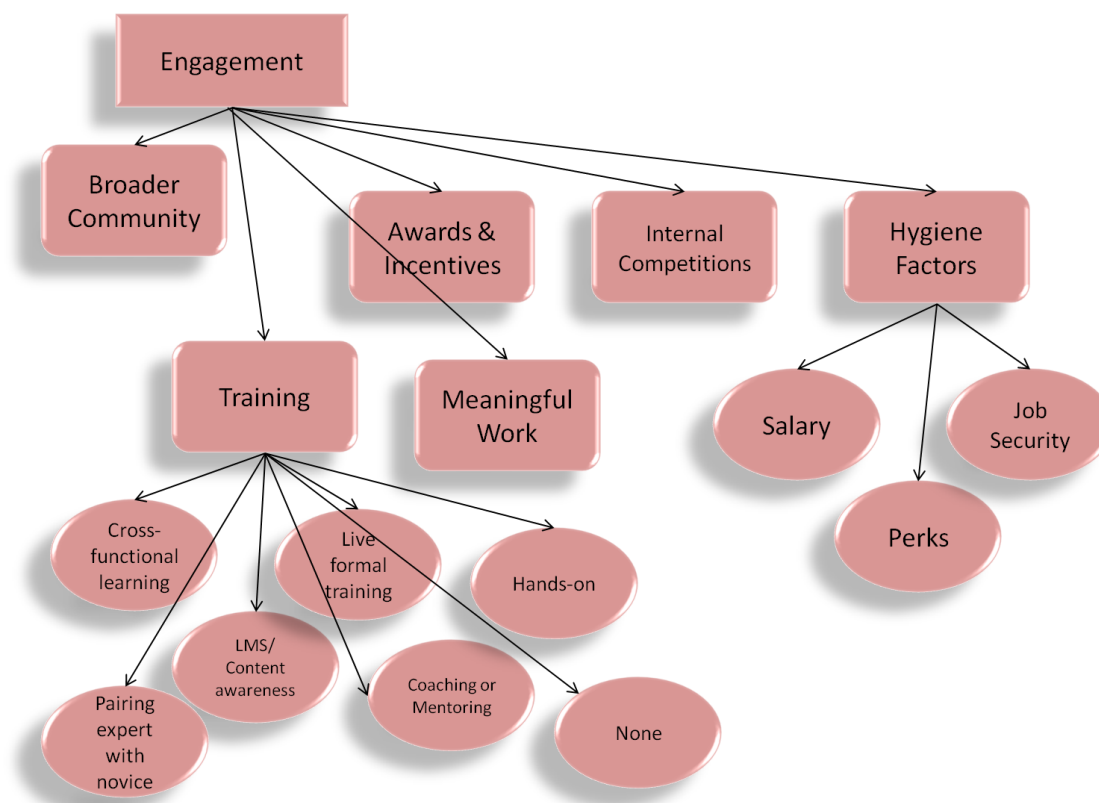 Engagement
Broader
Community
Awards &
Incentives
Internal
Competitions
Hygiene
Factors
Training
Meaningful
Work
Salary
Job
Security
Perks
Cross-
functional
learning
Live
formal
training
Hands-on
LMS/
Content
awareness
Coaching or
Mentoring
Pairing
expert
with
novice
None